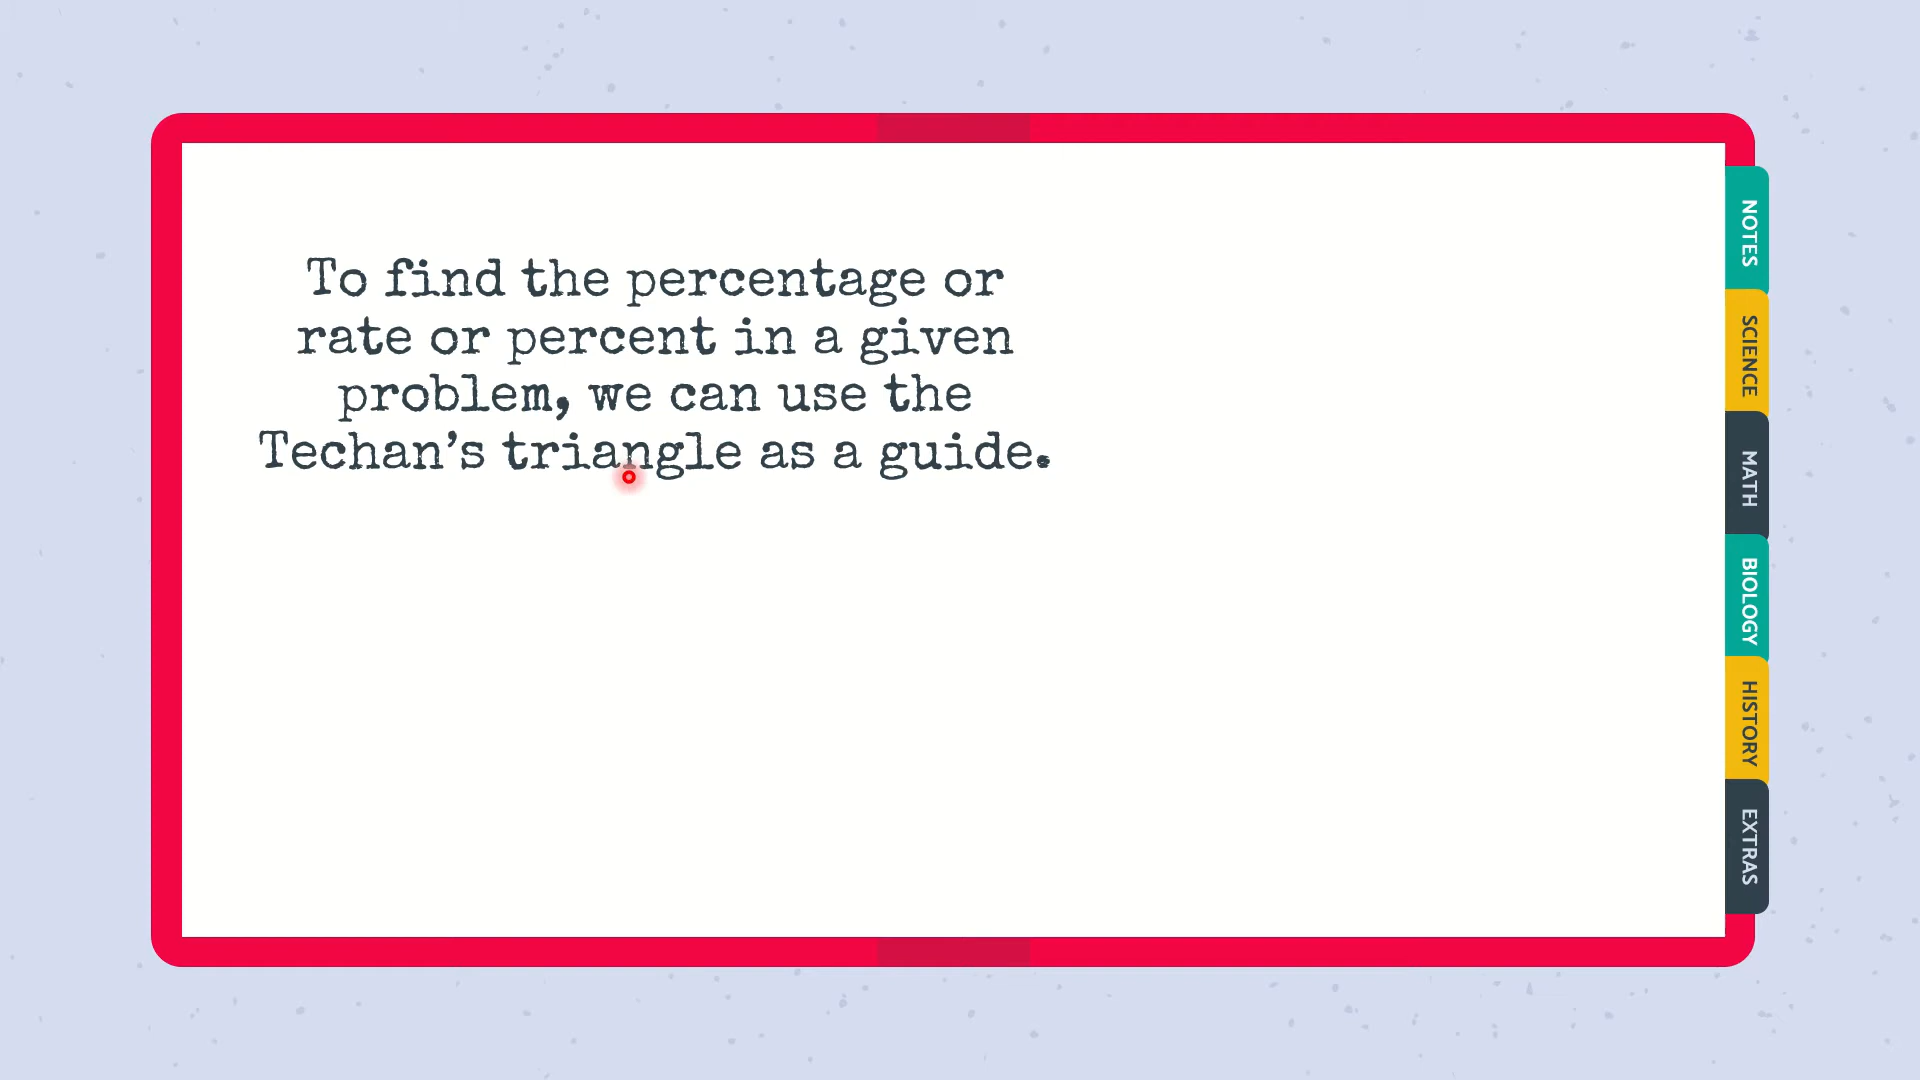 To find the percentage or
rate or percent in a given
problem, we can use the
Techan’s triangle as a guide.
NOTES
SCIENCE
MATH
BIOLOGY
HISTORY
EXTRAS